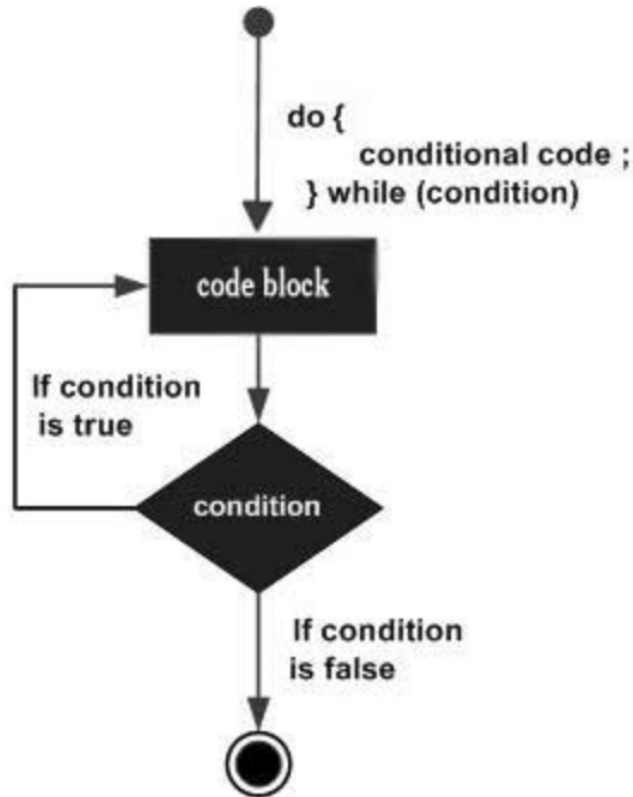 do {
conditional code ;
} while (condition)
code block
If condition
is true
condition
If condition
is false